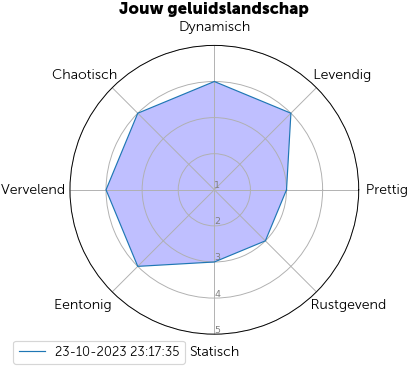 Jouw geluidslandschap
Dynamisch
Chaotisch
Levendig
Vervelend
1
Prettig
2
3
4
Eentonig
Rustgevend
5
23-10-2023 23:17:35
Statisch